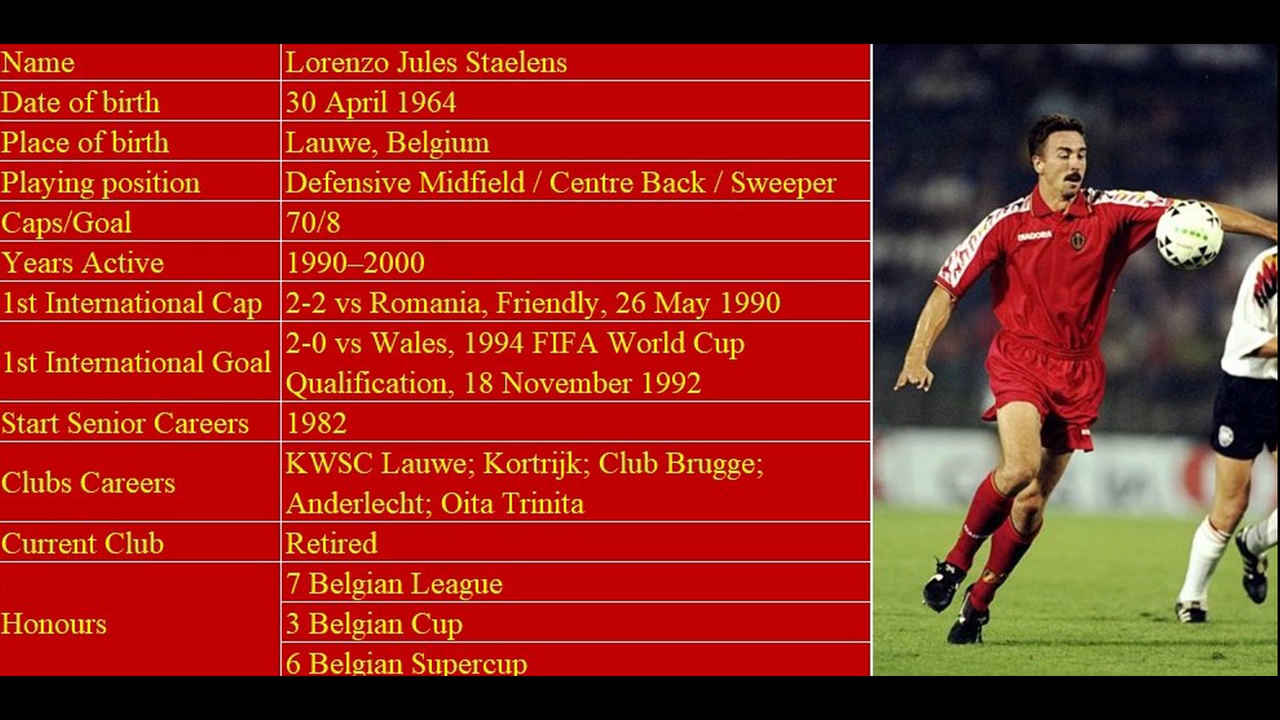 Name
Lorenzo Jules Staelens
Date of birth
30 April 1964
Place of birth
Lauwe, Belgium
Playing position
Defensive Midfield / Centre Back / Sweeper
Caps/Goal
70/8
Years Active
1990–2000
1st International Cap
2-2 vs Romania, Friendly, 26 May 1990
1st International Goal
2-0 vs Wales, 1994 FIFA World Cup
Qualification, 18 November 1992
Start Senior Careers
1982
Clubs Careers
KWSC Lauwe; Kortrijk; Club Brugge;
Anderlecht; Oita Trinita
Current Club
Retired
Honours
7 Belgian League
3 Belgian Cup
6 Belgian Supercup
DIADORA